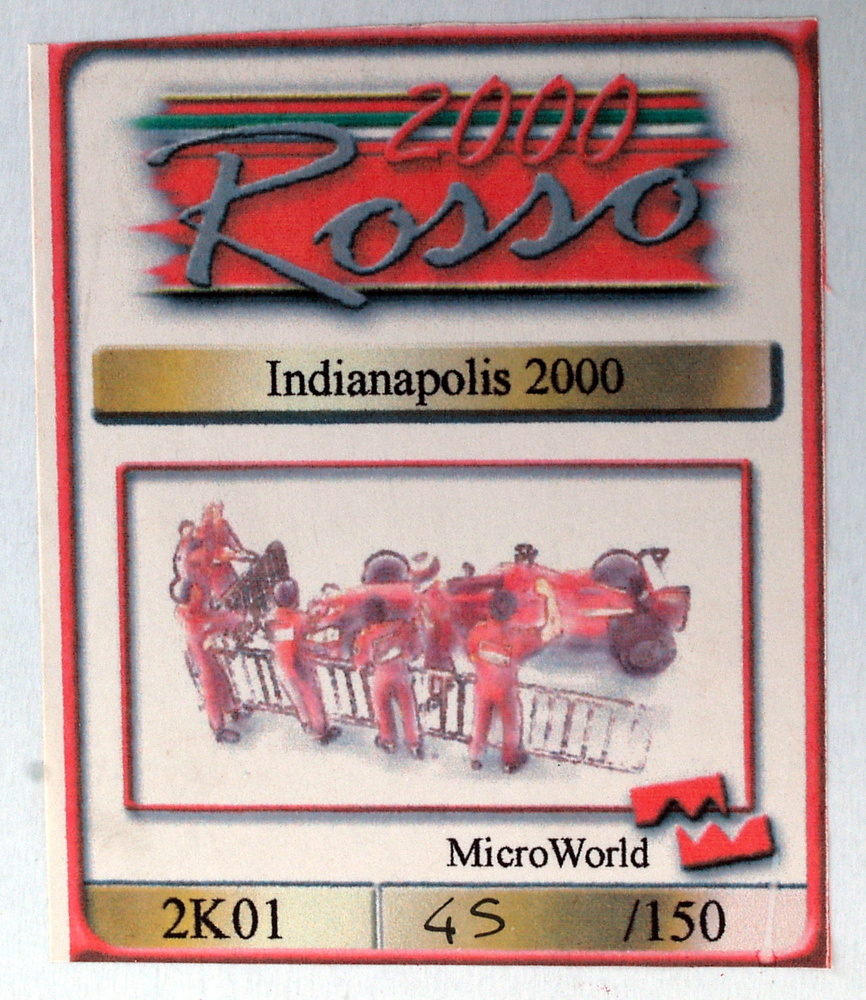 2000
Rosso
Indianapolis 2000
MicroWorld
2K01 45 /150